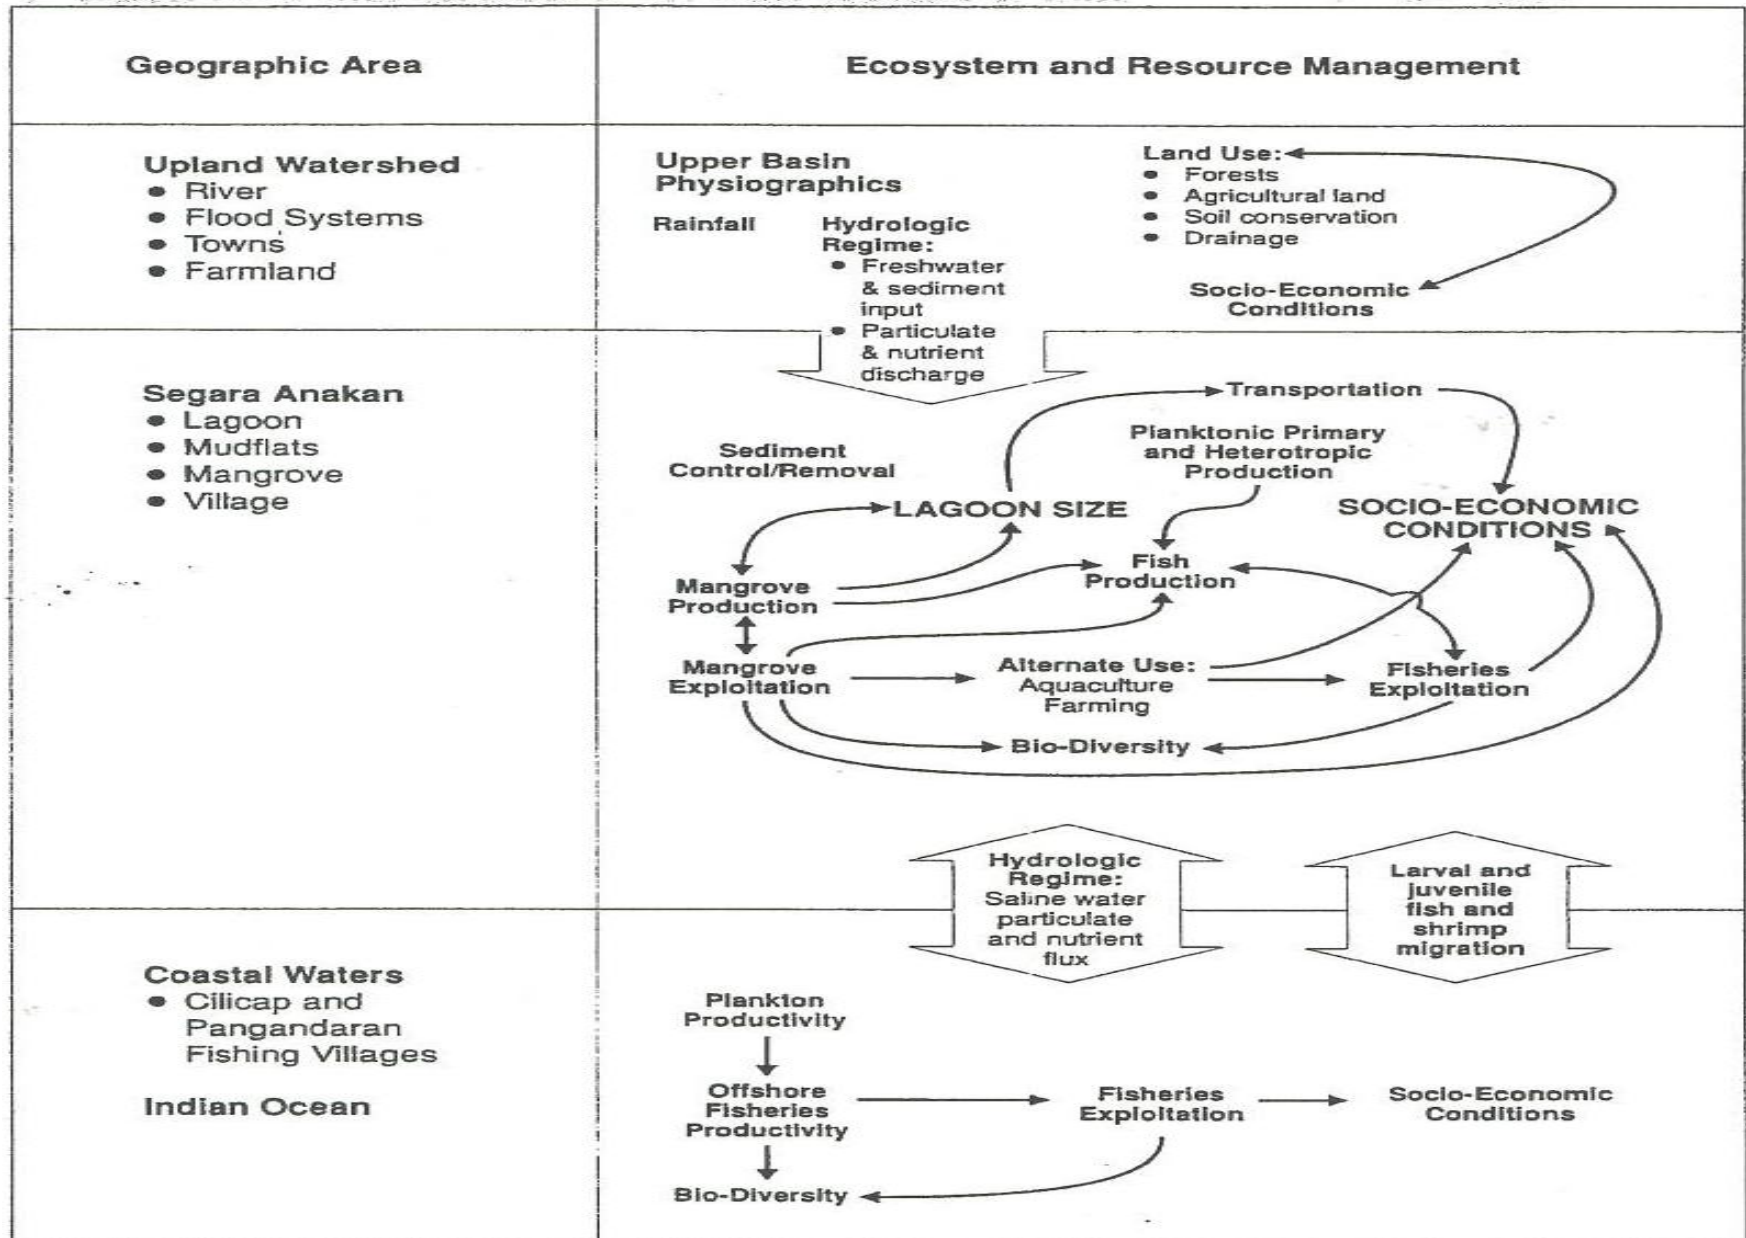 Geographic Area
Ecosystem and Resource Management
Upland Watershed
• River
• Flood Systems
• Towns
• Farmland
Upper Basin
Physiographics
Rainfall
Hydrologic
Regime:
• Freshwater
& sediment
input
• Particulate
& nutrient
discharge
Land Use:
• Forests
• Agricultural land
• Soil conservation
• Drainage
Socio-Economic
Conditions
Segara Anakan
• Lagoon
• Mudflats
• Mangrove
• Village
Transportation
Planktonic Primary
and Heterotropic
Production
Sediment
Control/Removal
LAGOON SIZE
SOCIO-ECONOMIC
CONDITIONS
Fish
Production
Mangrove
Production
Mangrove
Exploitation
Alternate Use:
Aquaculture
Farming
Fisheries
Exploitation
Bio-Diversity
Hydrologic
Regime:
Saline water
particulate
and nutrient
flux
Larval and
juvenile
fish and
shrimp
migration
Coastal Waters
• Cilicap and
Pangandaran
Fishing Villages
Indian Ocean
Plankton
Productivity
Offshore
Fisheries
Productivity
Fisheries
Exploitation
Socio-Economic
Conditions
Bio-Diversity